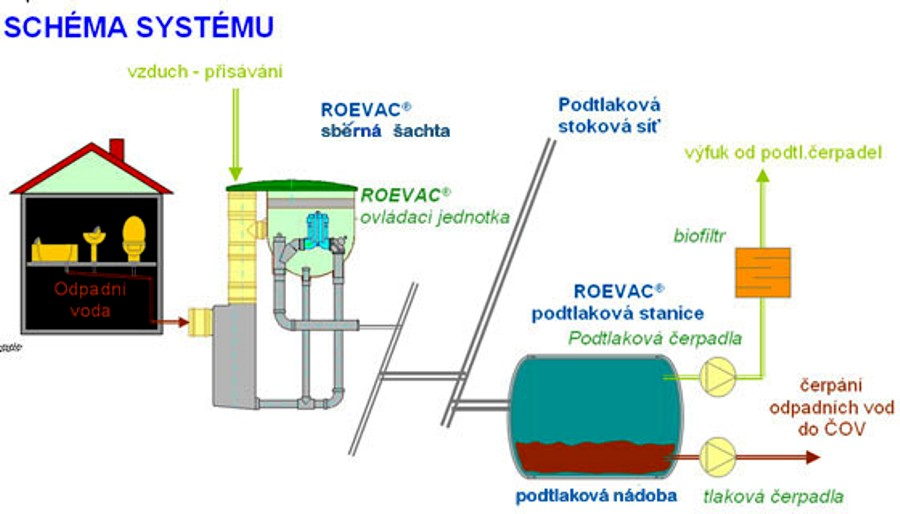 SCHÉMA SYSTÉMU
vzduch - přisávání
ROEVAC®
sběrná šachta
Podtlaková
stoková síť
výfuk od podtl.čerpadel
ROEVAC®
ovládaci jednotka
biofiltr
Odpadní
voda
ROEVAC®
podtlaková stanice
Podtlaková čerpadla
čerpání
odpadních vod
do ČOV
podtlaková nádoba
tlaková čerpadla